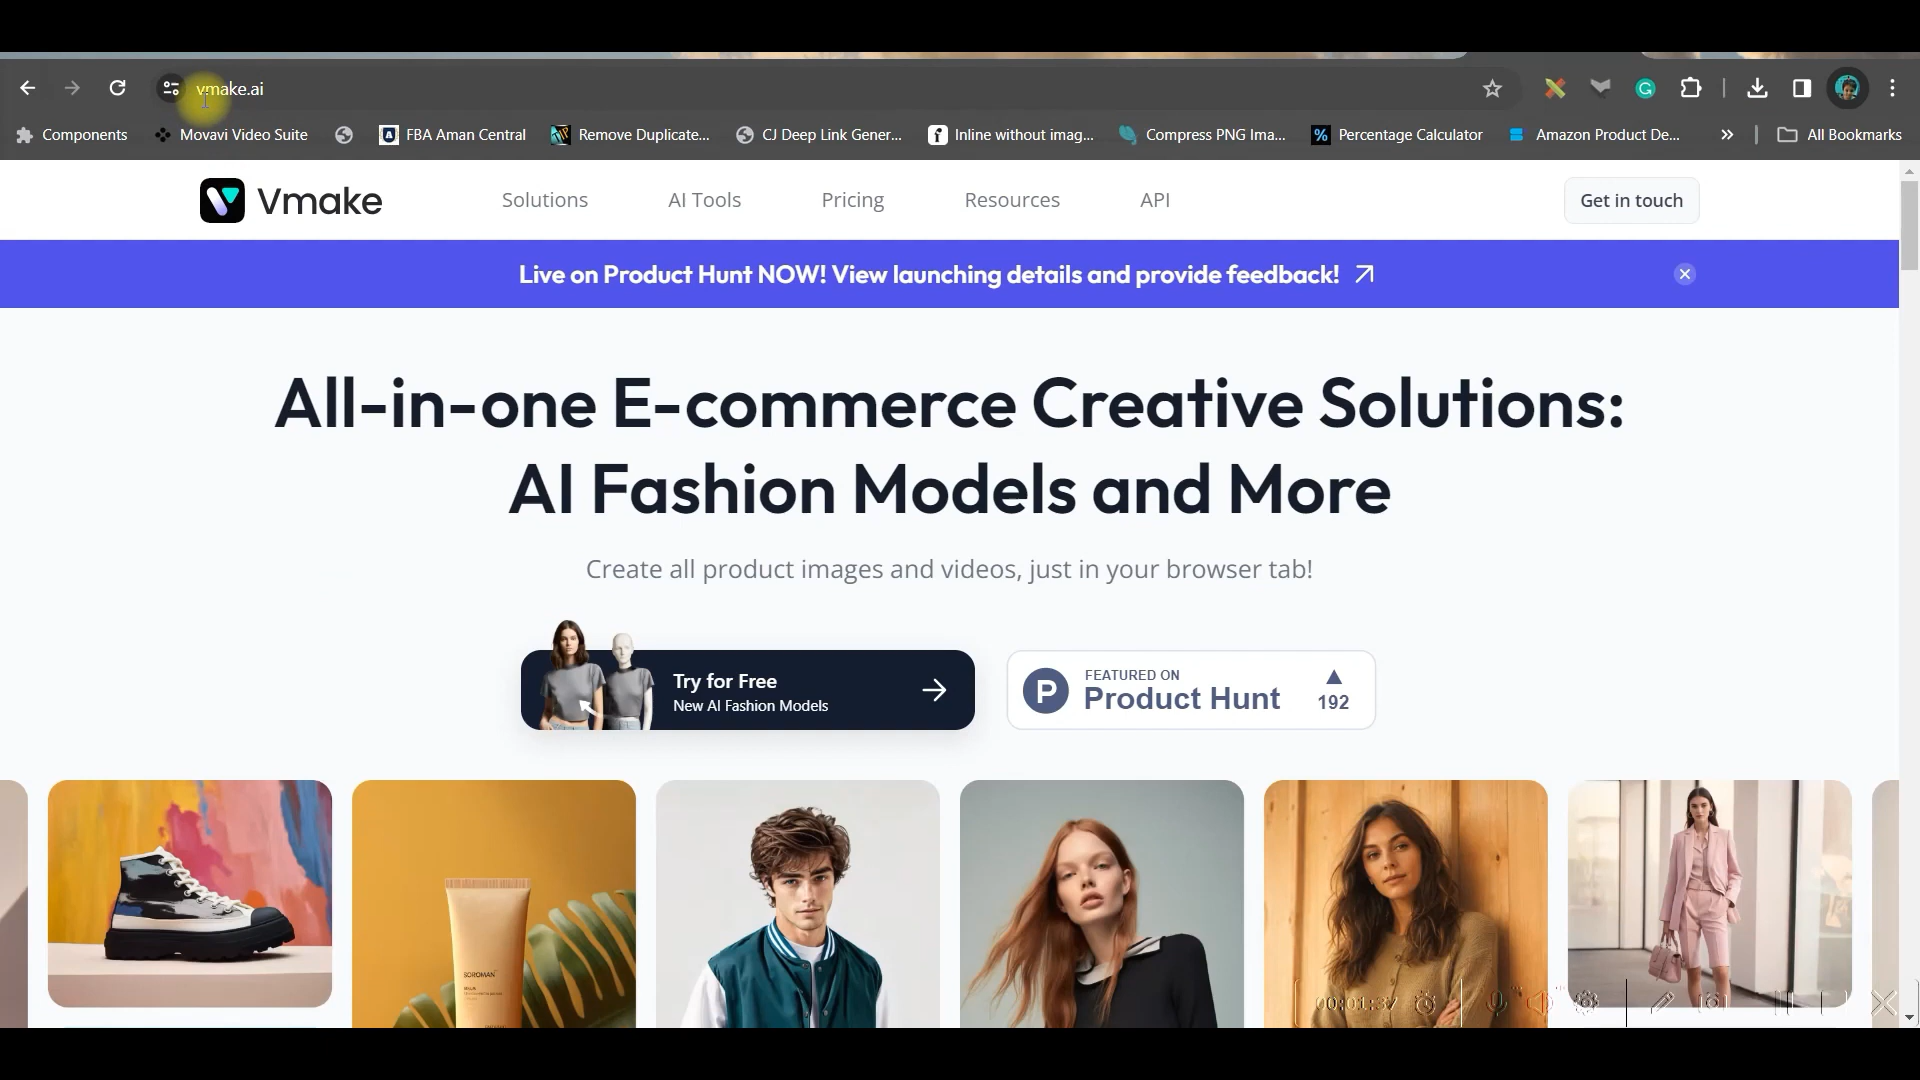 vmake.ai
Components Movavi Video Suite FBA Aman Central Remove Duplicate... CJ Deep Link Gener... Inline without imag... Compress PNG Ima... Percentage Calculator Amazon Product De... » All Bookmarks
Vmake Solutions AI Tools Pricing Resources API Get in touch
Live on Product Hunt NOW! View launching details and provide feedback!
All-in-one E-commerce Creative Solutions:
AI Fashion Models and More
Create all product images and videos, just in your browser tab!
Try for Free
New AI Fashion Models
P FEATURED ON
Product Hunt
192
SOROMAN
00:01:37